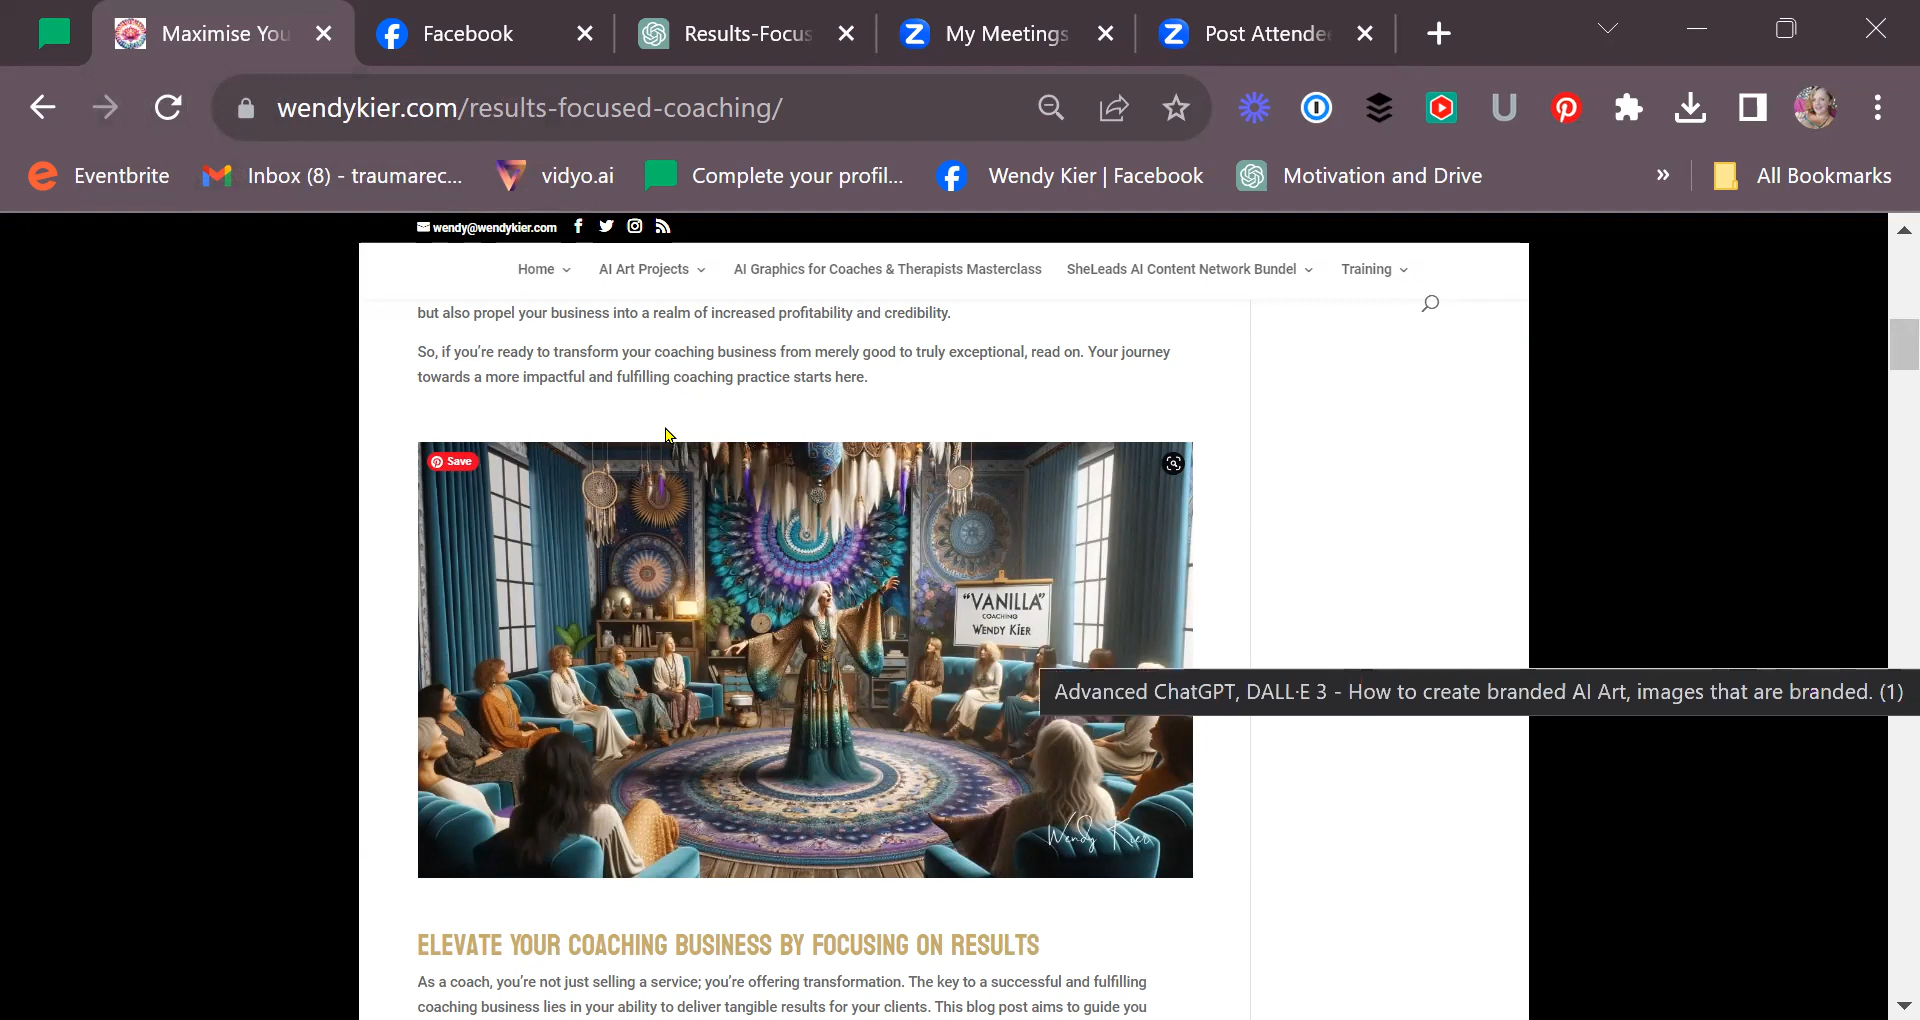 Maximise You
Facebook
Results-Focus
My Meetings
Post Attende
wendykier.com/results-focused-coaching/
Eventbrite
Inbox (8) - traumarec...
vidyo.ai
Complete your profil...
Wendy Kier | Facebook
Motivation and Drive
»
All Bookmarks
wendy@wendykier.com
Home
AI Art Projects
AI Graphics for Coaches & Therapists Masterclass
SheLeads AI Content Network Bundel
Training
but also propel your business into a realm of increased profitability and credibility.
So, if you're ready to transform your coaching business from merely good to truly exceptional, read on. Your journey
towards a more impactful and fulfilling coaching practice starts here.
Save
"VANILLA"
COACHING
WENDY KIER
Advanced ChatGPT, DALL·E 3 - How to create branded AI Art, images that are branded. (1)
Wendy Kier
ELEVATE YOUR COACHING BUSINESS BY FOCUSING ON RESULTS
As a coach, you're not just selling a service; you're offering transformation. The key to a successful and fulfilling
coaching business lies in your ability to deliver tangible results for your clients. This blog post aims to guide you